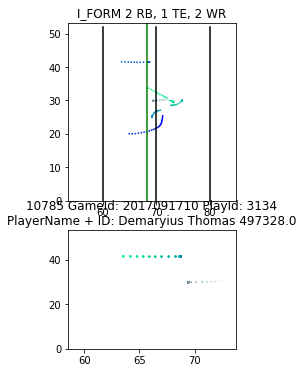 I_FORM 2 RB, 1 TE, 2 WR
50
40
30
20
10
0
60 70 80
10785 GameId: 2017091710 PlayId: 3134
PlayerName + ID: Demaryius Thomas 497328.0
40
20
0
60 65 70